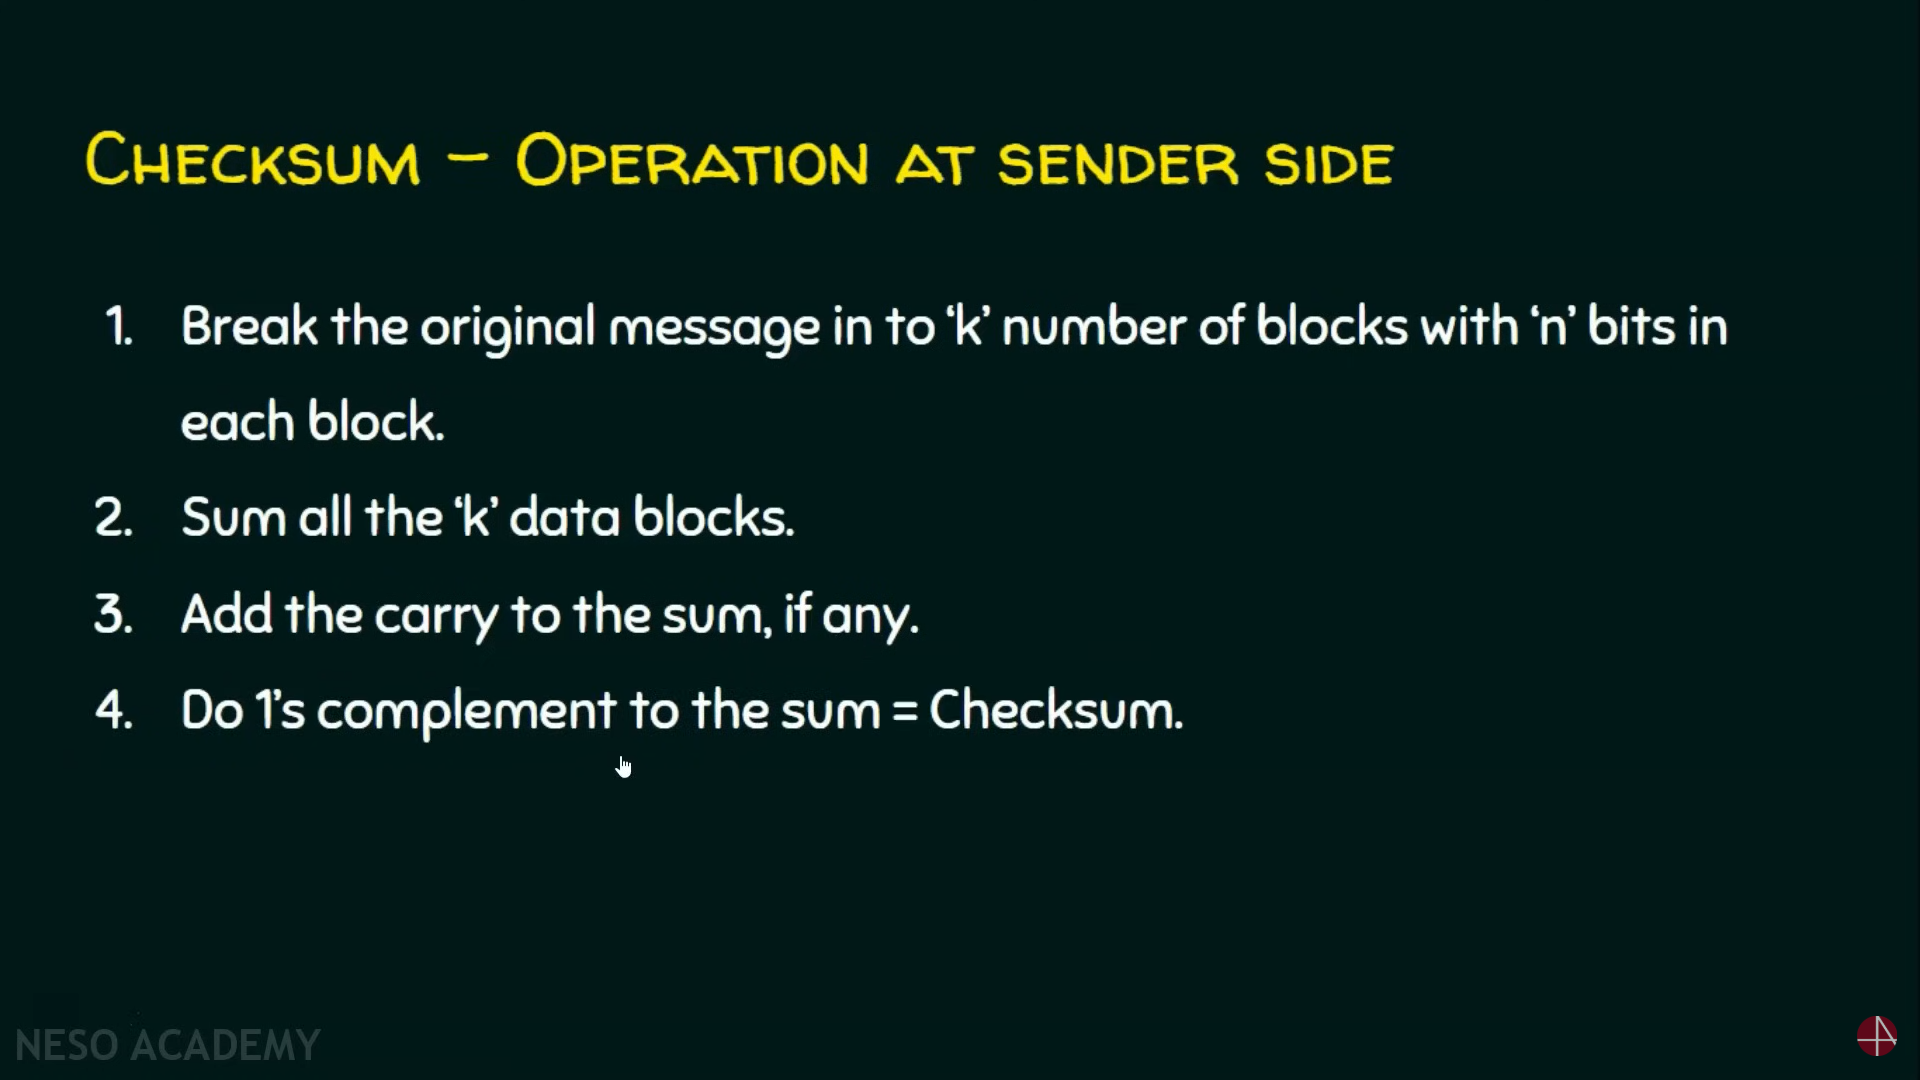 CHECKSUM – OPERATION AT SENDER SIDE
1. Break the original message in to ‘k’ number of blocks with ‘n’ bits in
each block.
2. Sum all the ‘k’ data blocks.
3. Add the carry to the sum, if any.
4. Do 1’s complement to the sum = Checksum.
NESO ACADEMY